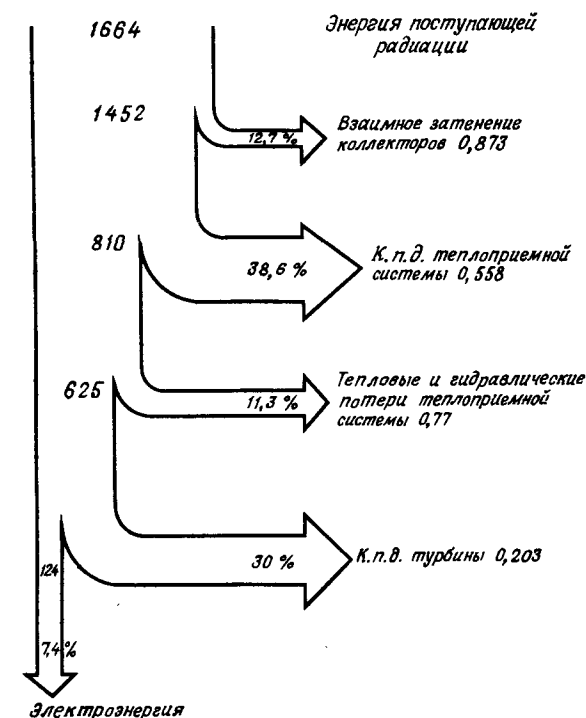 1664
Энергия поступающей
радиации
1452
12,7 %
Взаимное затенение
коллекторов 0,873
810
38,6 %
К.п.д. теплоприемной
системы 0,558
625
11,3 %
Тепловые и гидравлические
потери теплоприемной
системы 0,77
30 %
К.п.д. турбины 0,203
124
7,4%
Электроэнергия